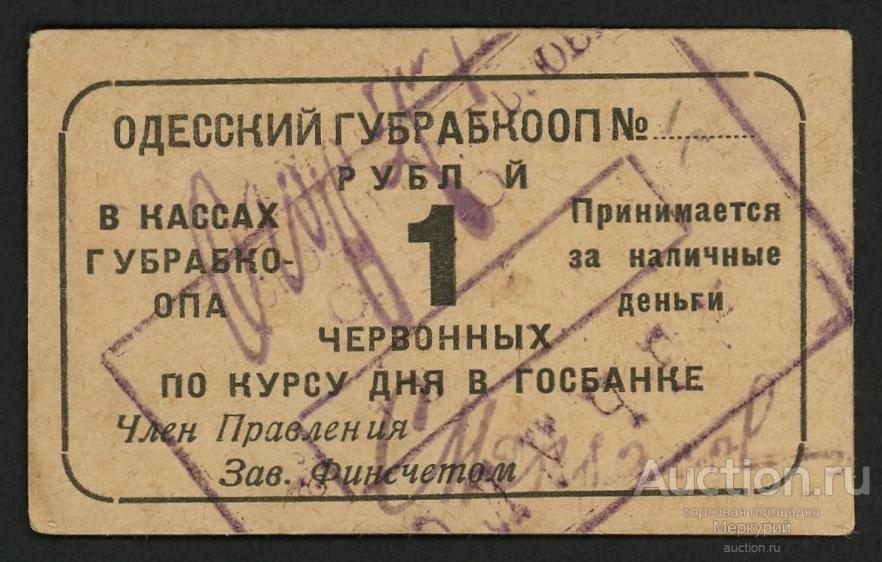 ОДЕССКИЙ ГУБРАБКООП №
РУБЛ Й
В КАССАХ
ГУБРАБКО-
ОПА
1
Принимается
за наличные
деньги
ЧЕРВОННЫХ
ПО КУРСУ ДНЯ В ГОСБАНКЕ
Член Правления
Зав. Финсчетом
Auction.ru
торговая площадка
Меркурий
auction.ru